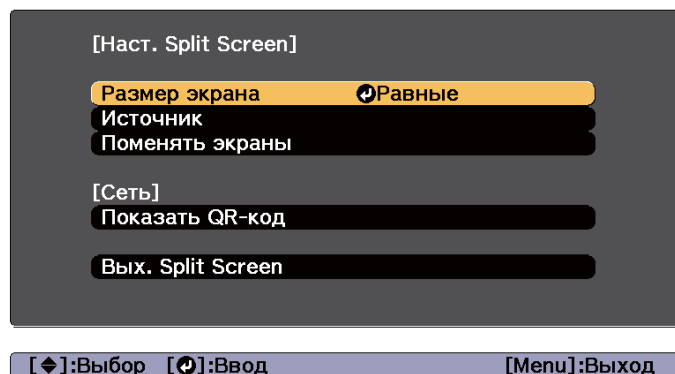 [Наст. Split Screen]
Размер экрана Равные
Источник
Поменять экраны
[Сеть]
Показать QR-код
Вых. Split Screen
[◆]:Выбор [⏎]:Ввод [Menu]:Выход